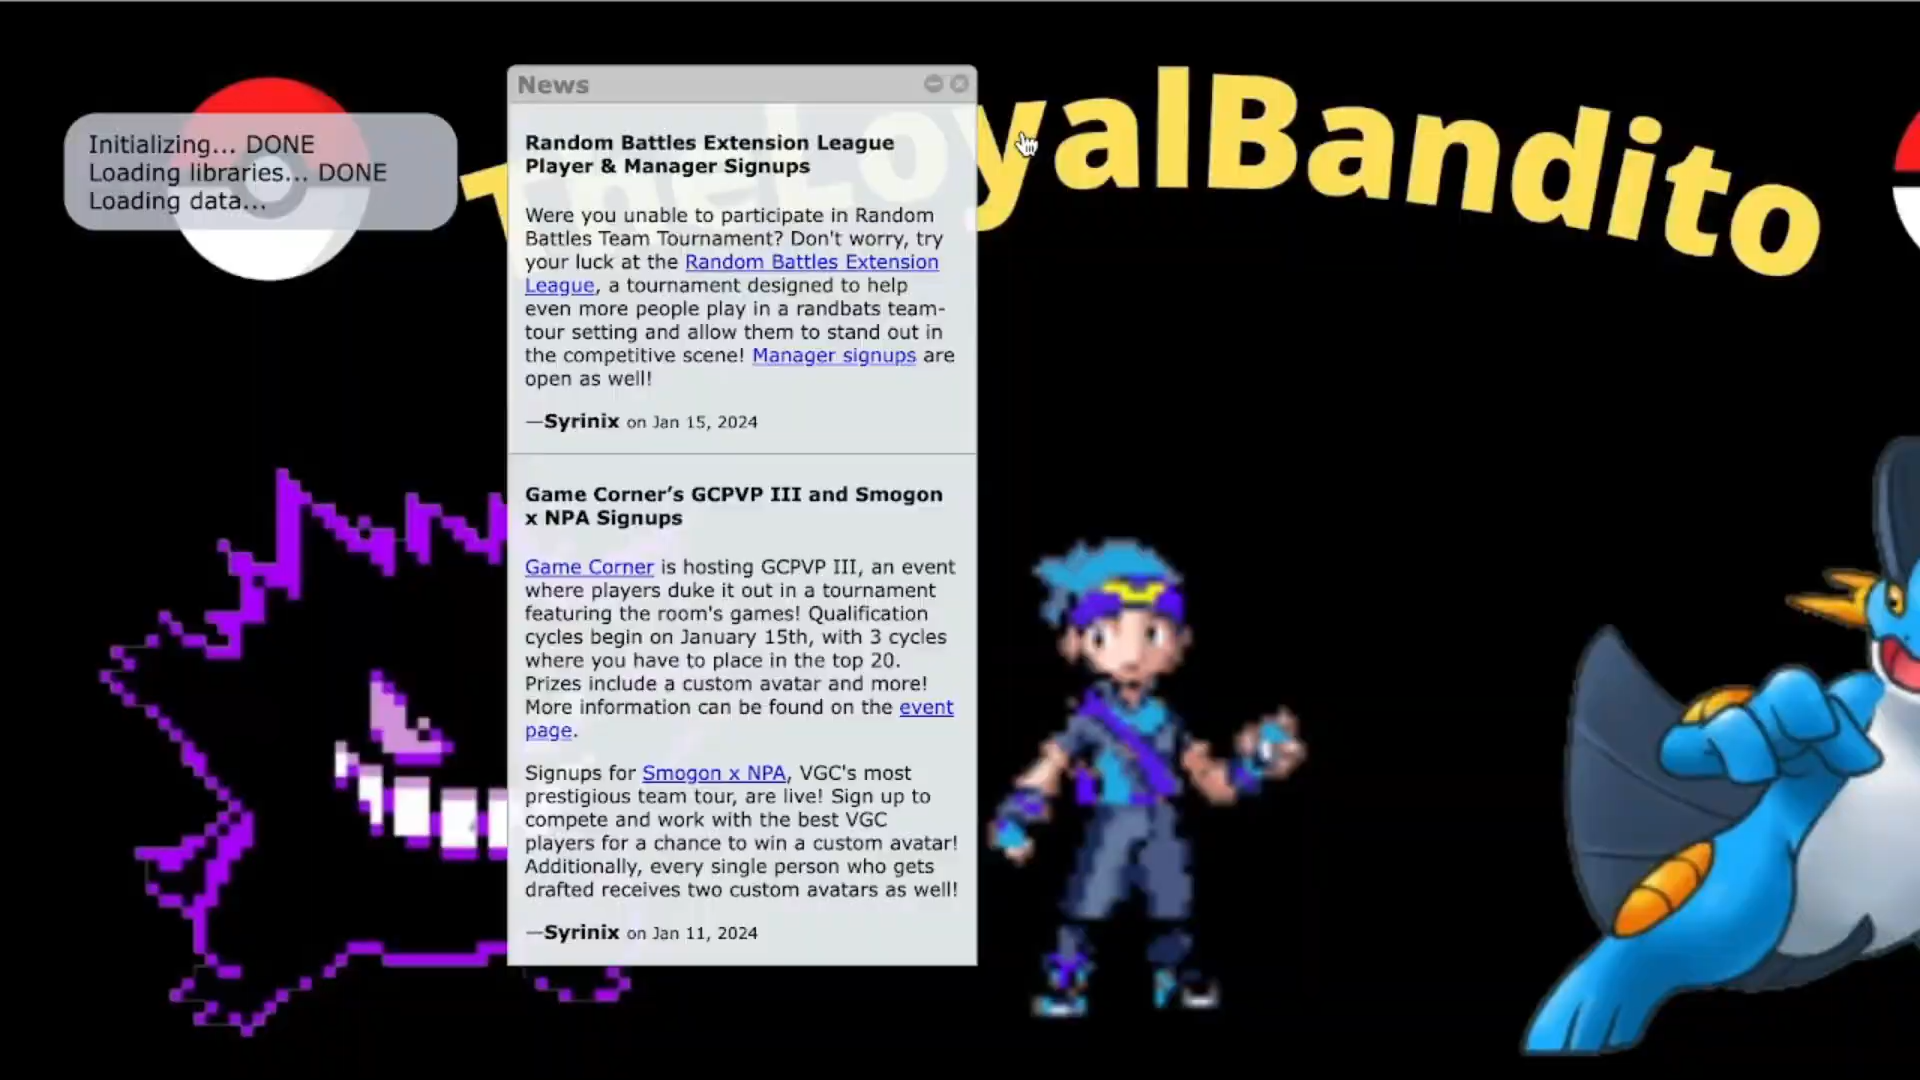 Initializing... DONE
Loading libraries... DONE
Loading data...
TheLoyalBandito
News
Random Battles Extension League
Player & Manager Signups
Were you unable to participate in Random
Battles Team Tournament? Don't worry, try
your luck at the Random Battles Extension
League, a tournament designed to help
even more people play in a randbats team-
tour setting and allow them to stand out in
the competitive scene! Manager signups are
open as well!
—Syrinix on Jan 15, 2024
Game Corner’s GCPVP III and Smogon
x NPA Signups
Game Corner is hosting GCPVP III, an event
where players duke it out in a tournament
featuring the room's games! Qualification
cycles begin on January 15th, with 3 cycles
where you have to place in the top 20.
Prizes include a custom avatar and more!
More information can be found on the event
page.
Signups for Smogon x NPA, VGC's most
prestigious team tour, are live! Sign up to
compete and work with the best VGC
players for a chance to win a custom avatar!
Additionally, every single person who gets
drafted receives two custom avatars as well!
—Syrinix on Jan 11, 2024